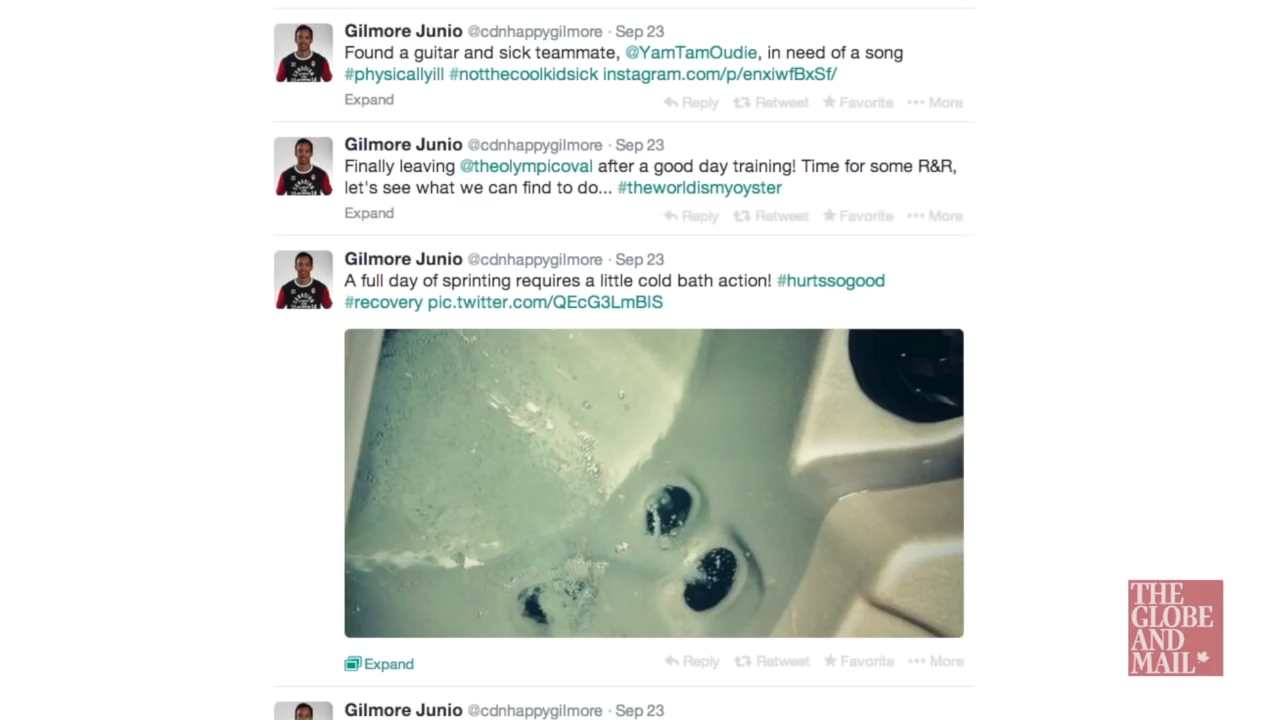 Gilmore Junio @cdnhappygilmore · Sep 23
Found a guitar and sick teammate, @YamTamOudie, in need of a song
#physicallyill #notthecoolkidsick instagram.com/p/enxiwfBxSf/
Expand Reply Retweet Favorite More
Gilmore Junio @cdnhappygilmore · Sep 23
Finally leaving @theolympicoval after a good day training! Time for some R&R,
let's see what we can find to do... #theworldismyoyster
Expand Reply Retweet Favorite More
Gilmore Junio @cdnhappygilmore · Sep 23
A full day of sprinting requires a little cold bath action! #hurtssogood
#recovery pic.twitter.com/QEcG3LmBlS
Expand Reply Retweet Favorite More
Gilmore Junio @cdnhappygilmore · Sep 23
THE
GLOBE
AND
MAIL